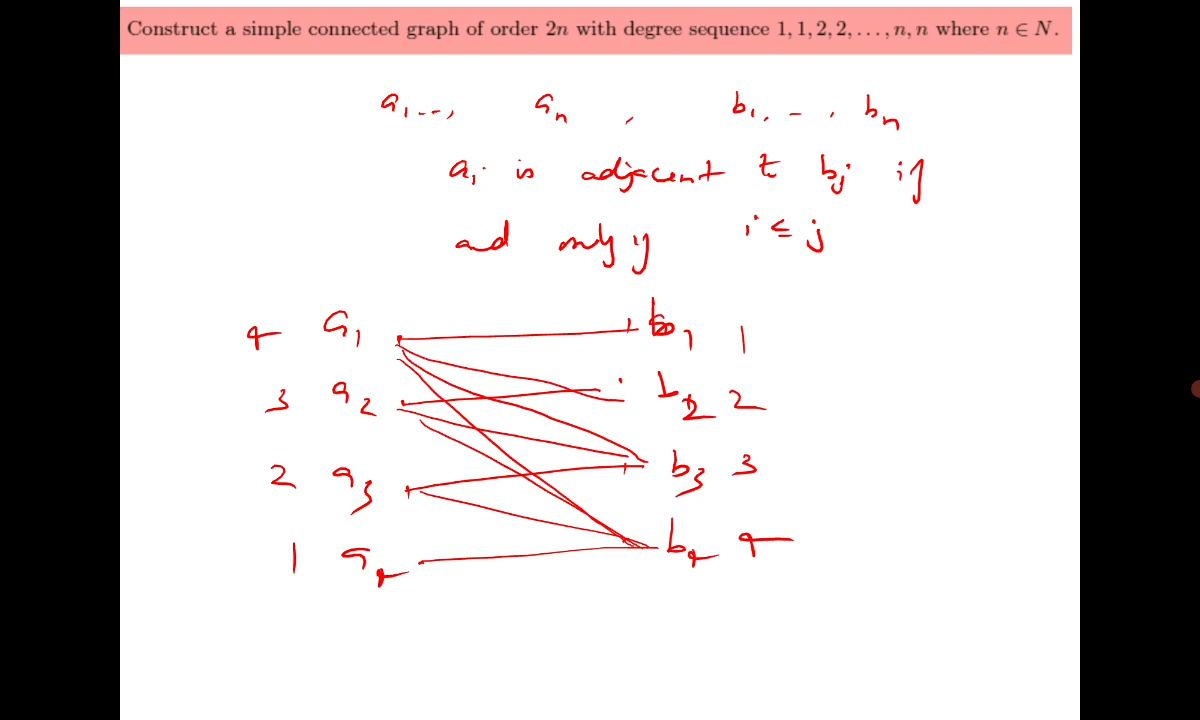 Construct a simple connected graph of order 2n with degree sequence 1, 1, 2, 2, . . . , n, n where n ∈ N.
a₁ - - , aₙ , b₁, - . , bₙ
aᵢ is adjacent to bⱼ if
and only if i ≤ j
4 a₁ b₁ 1
3 a₂ b₂ 2
2 a₃ b₃ 3
1 a₄ b₄ 4